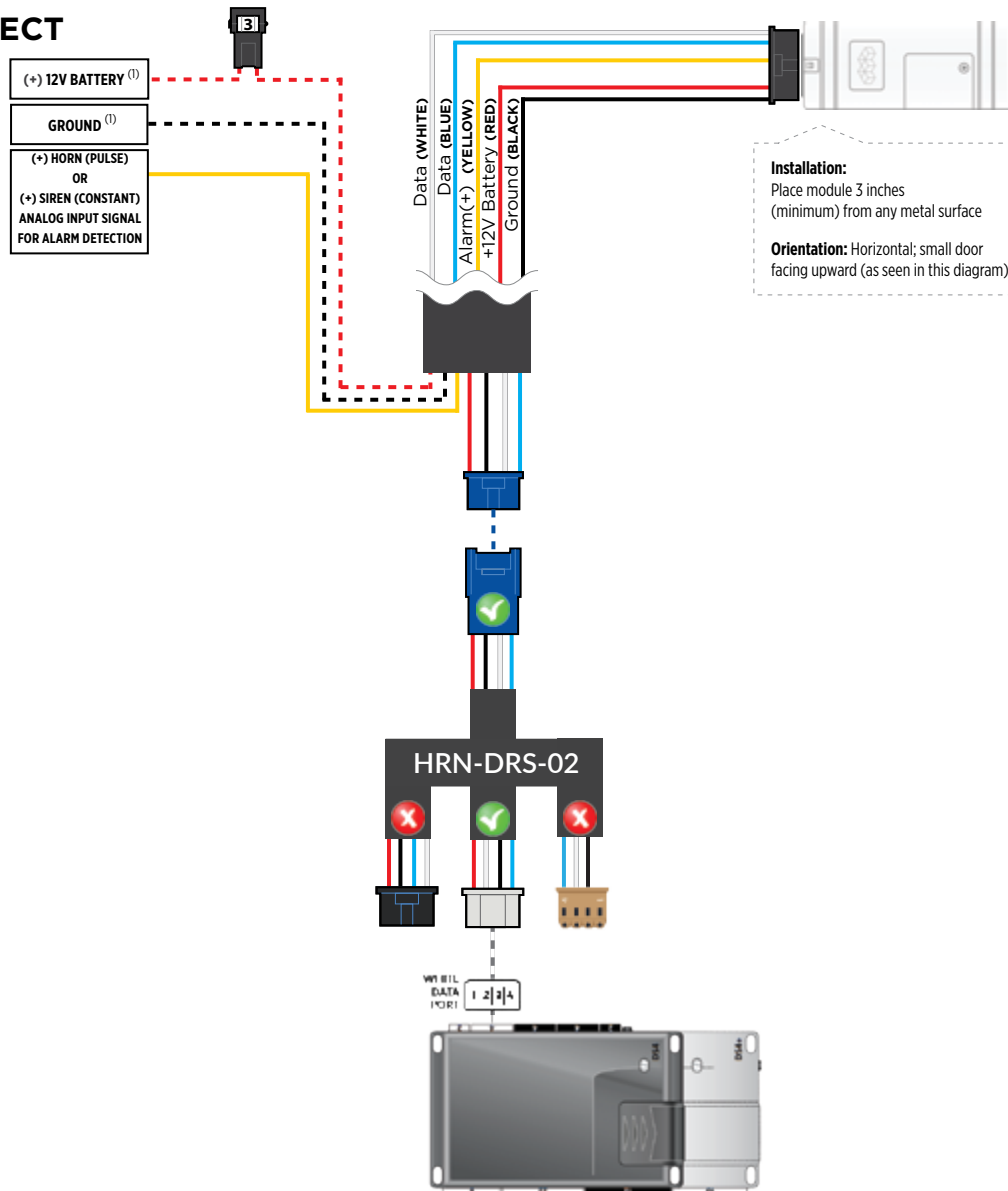 ECT
3
(+) 12V BATTERY (1)
GROUND (1)
(+) HORN (PULSE)
OR
(+) SIREN (CONSTANT)
ANALOG INPUT SIGNAL
FOR ALARM DETECTION
Data (WHITE)
Data (BLUE)
Alarm(+) (YELLOW)
+12V Battery (RED)
Ground (BLACK)
Installation:
Place module 3 inches
(minimum) from any metal surface
Orientation: Horizontal; small door
facing upward (as seen in this diagram)
HRN-DRS-02
WHITE
DATA
PORT
1 2 3 4
DS4
DS4+